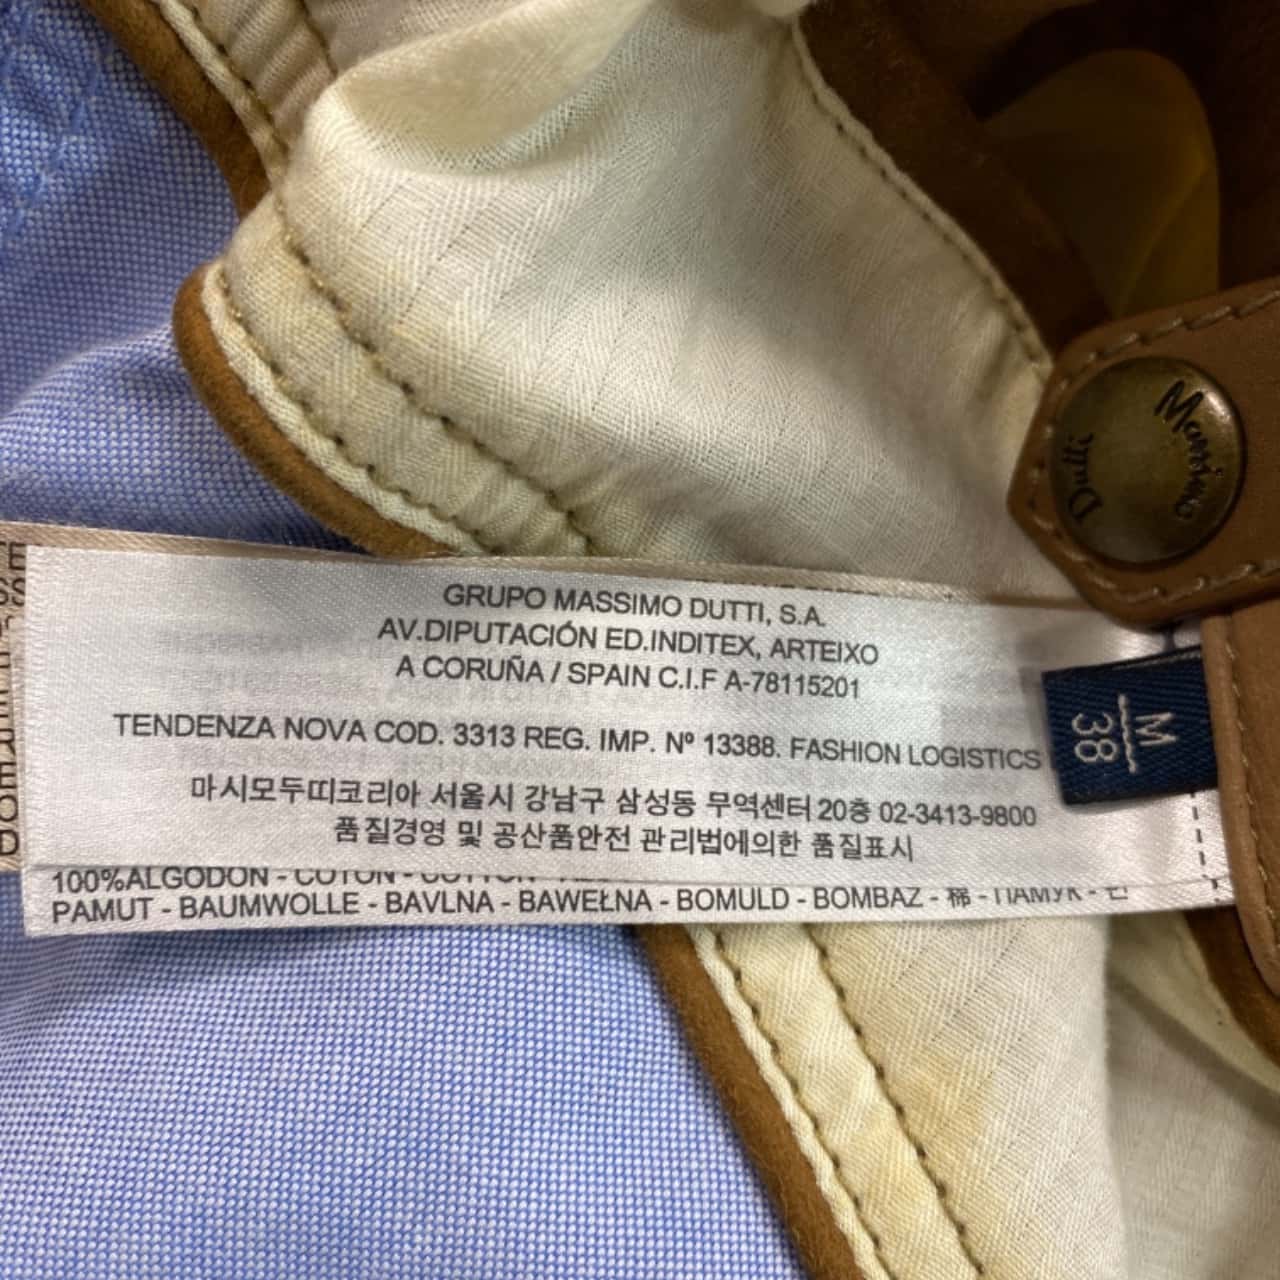 Massimo
Dutti
GRUPO MASSIMO DUTTI, S.A.
AV.DIPUTACIÓN ED.INDITEX, ARTEIXO
A CORUÑA / SPAIN C.I.F A-78115201
TENDENZA NOVA COD. 3313 REG. IMP. Nº 13388. FASHION LOGISTICS
마시모두띠코리아 서울시 강남구 삼성동 무역센터 20층 02-3413-9800
품질경영 및 공산품안전 관리법에의한 품질표시
M
38
100%ALGODON - COTON - COTTON -
PAMUT - BAUMWOLLE - BAVLNA - BAWEŁNA - BOMULD - BOMBAZ - 棉 - ПАМУК -